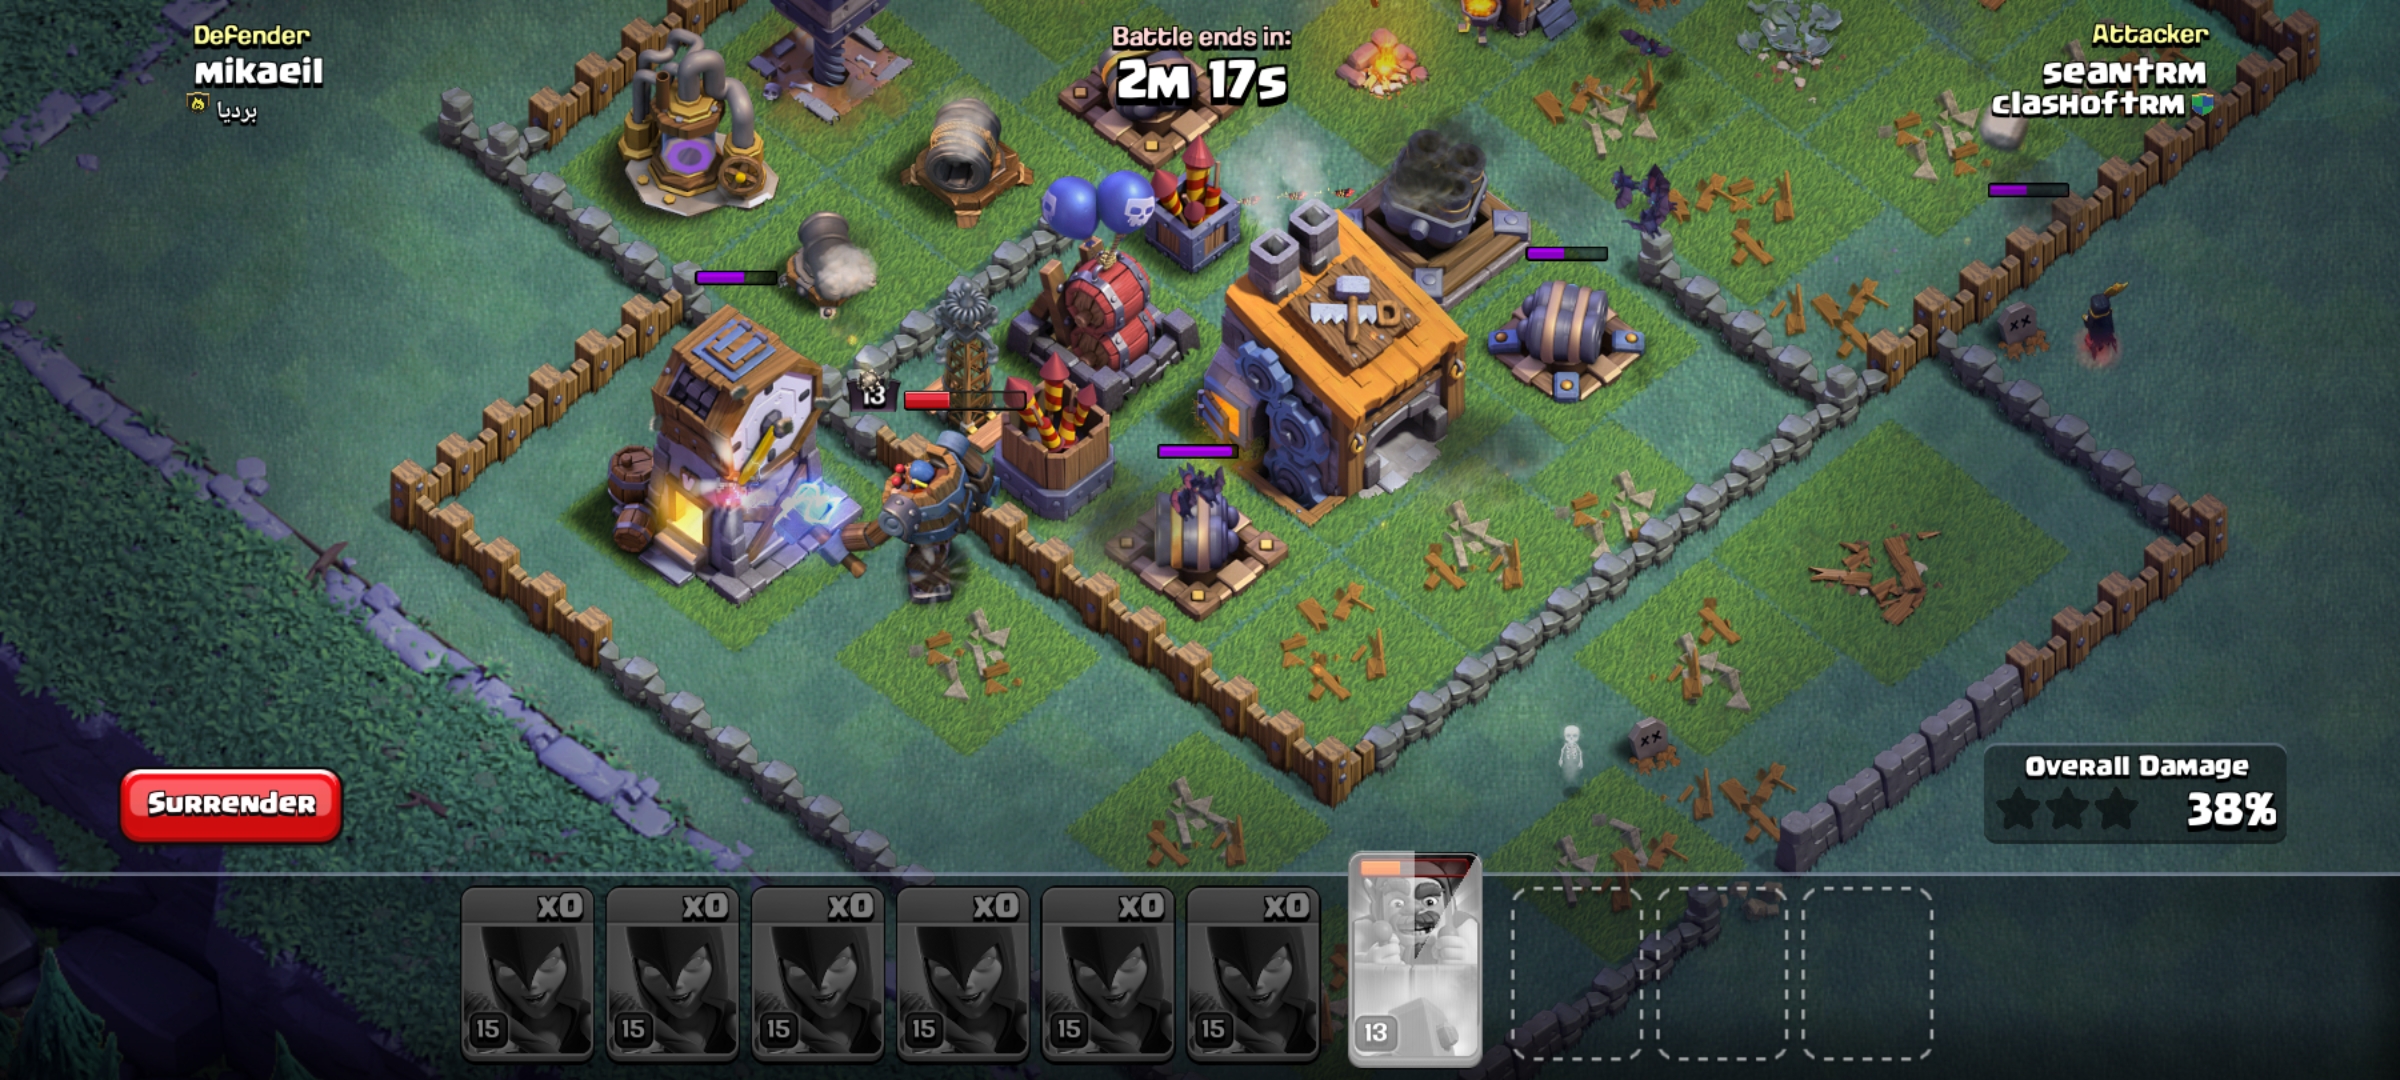 Defender
mikaeil
برديا
Battle ends in:
2m 17s
Attacker
seantrm
clashoftrm
13
Surrender
Overall Damage
38%
x0
x0
x0
x0
x0
x0
15
15
15
15
15
15
13